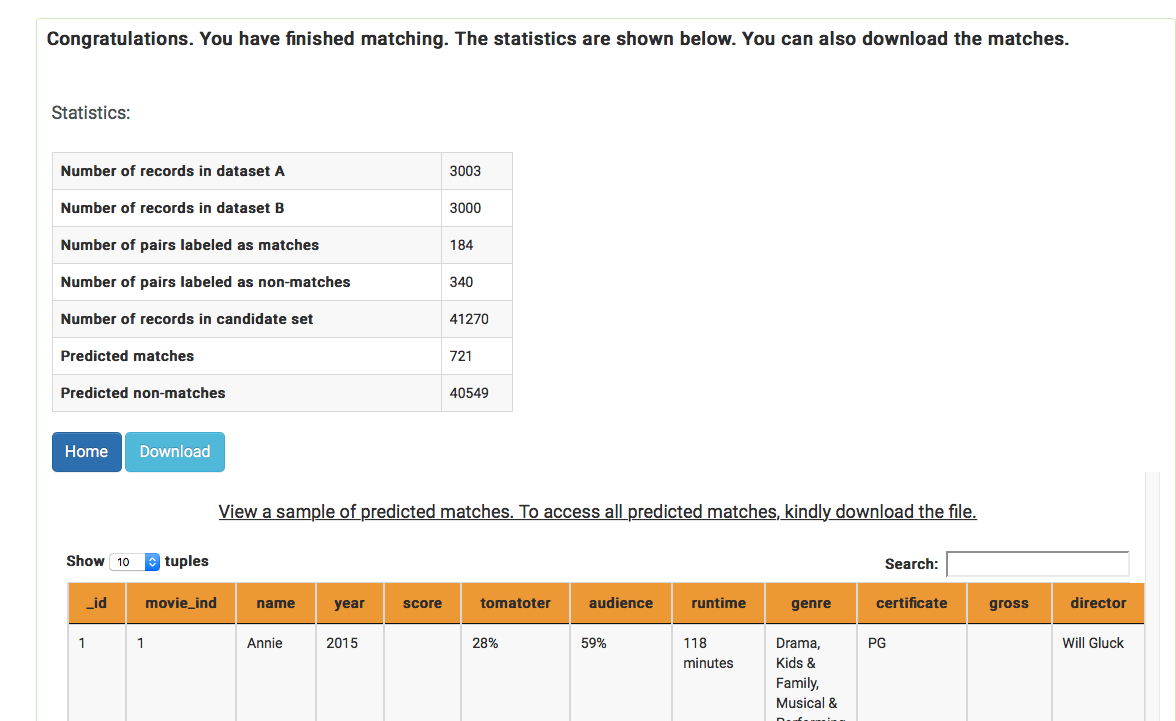 Congratulations. You have finished matching. The statistics are shown below. You can also download the matches.
Statistics:
Number of records in dataset A 3003
Number of records in dataset B 3000
Number of pairs labeled as matches 184
Number of pairs labeled as non-matches 340
Number of records in candidate set 41270
Predicted matches 721
Predicted non-matches 40549
Home Download
View a sample of predicted matches. To access all predicted matches, kindly download the file.
Show 10 tuples Search:
_id movie_ind name year score tomatoter audience runtime genre certificate gross director
1 1 Annie 2015 28% 59% 118 Drama, PG Will Gluck
minutes Kids &
Family,
Musical &
Performing